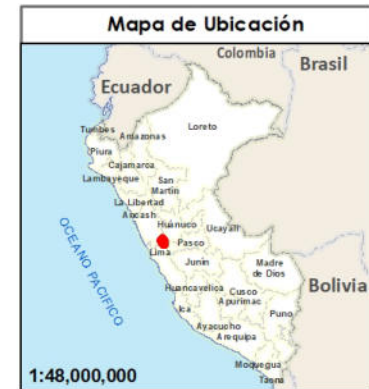 Mapa de Ubicación
Colombia
Brasil
Ecuador
Tumbes
Amazonas
Loreto
Piura
Cajamarca
Lambayeque
San
Martin
La Libertad
Ancash
Huánuco
Ucayali
Pasco
Lima
Junin
Madre
de Dios
OCEANO PACIFICO
Huancavelica
Cusco
Apurimac
Bolivia
Ica
Puno
Ayacucho
Arequipa
Moquegua
Tacna
1:48,000,000